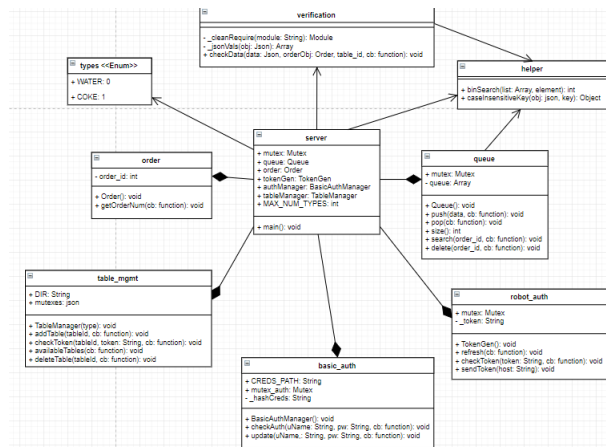 verification
- _cleanRequire(module: String): Module
- _jsonVals(obj: Json): Array
+ checkData(data: Json, orderObj: Order, table_id, cb: function): void
types <<Enum>>
+ WATER: 0
+ COKE: 1
helper
+ binSearch(list: Array, element): int
+ caseInsensitiveKey(obj: json, key): Object
server
+ mutex: Mutex
+ queue: Queue
+ order: Order
+ tokenGen: TokenGen
+ authManager: BasicAuthManager
+ tableManager: TableManager
+ MAX_NUM_TYPES: int
+ main(): void
order
- order_id: int
+ Order(): void
+ getOrderNum(cb: function): void
queue
+ mutex: Mutex
- queue: Array
+ Queue(): void
+ push(data, cb: function): void
+ pop(cb: function): void
+ size(): int
+ search(order_id, cb: function): void
+ delete(order_id, cb: function): void
table_mgmt
+ DIR: String
+ mutexes: json
+ TableManager(type): void
+ addTable(tableId, cb: function): void
+ checkToken(tableId, token: String, cb: function): void
+ availableTables(cb: function): void
+ deleteTable(tableId, cb: function): void
robot_auth
+ mutex: Mutex
- _token: String
+ TokenGen(): void
+ refresh(cb: function): void
+ checkToken(token: String, cb: function): void
+ sendToken(host: String): void
basic_auth
+ CREDS_PATH: String
+ mutex_auth: Mutex
- _hashCreds: String
+ BasicAuthManager(): void
+ checkAuth(uName: String, pw: String, cb: function): void
+ update(uName,: String, pw: String, cb: function): void